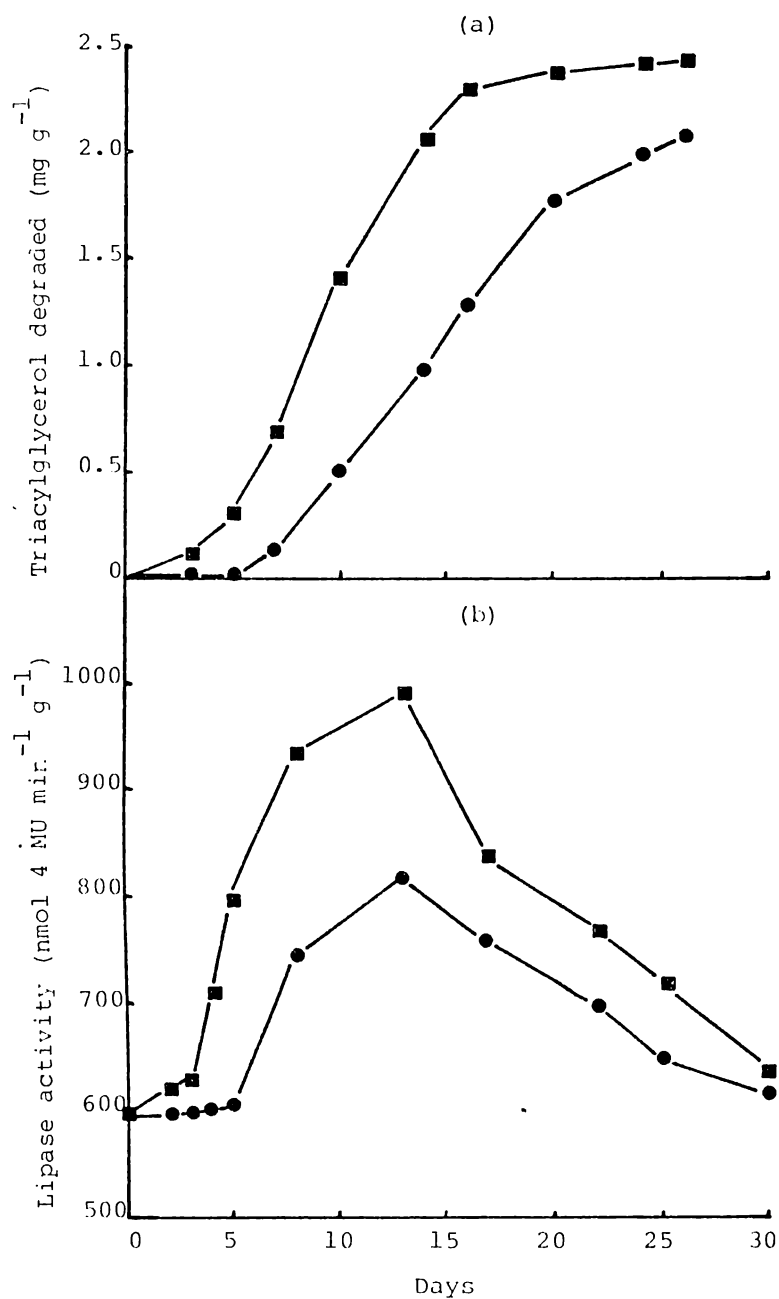 (a)
Triacylglycerol degraded (mg g⁻¹)
2.5
2.0
1.5
1.0
0.5
0
(b)
Lipase activity (nmol 4 MU min⁻¹ g⁻¹)
1000
900
800
700
600
500
0 5 10 15 20 25 30
Days